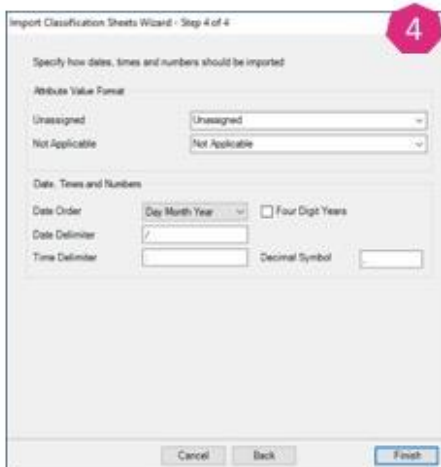 Import Classification Sheets Wizard - Step 4 of 4
4
Specify how dates, times and numbers should be imported
Attribute Value Format
Unassigned Unassigned
Not Applicable Not Applicable
Date, Times and Numbers
Date Order Day Month Year Four Digit Years
Date Delimiter /
Time Delimiter Decimal Symbol
Cancel Back Finish